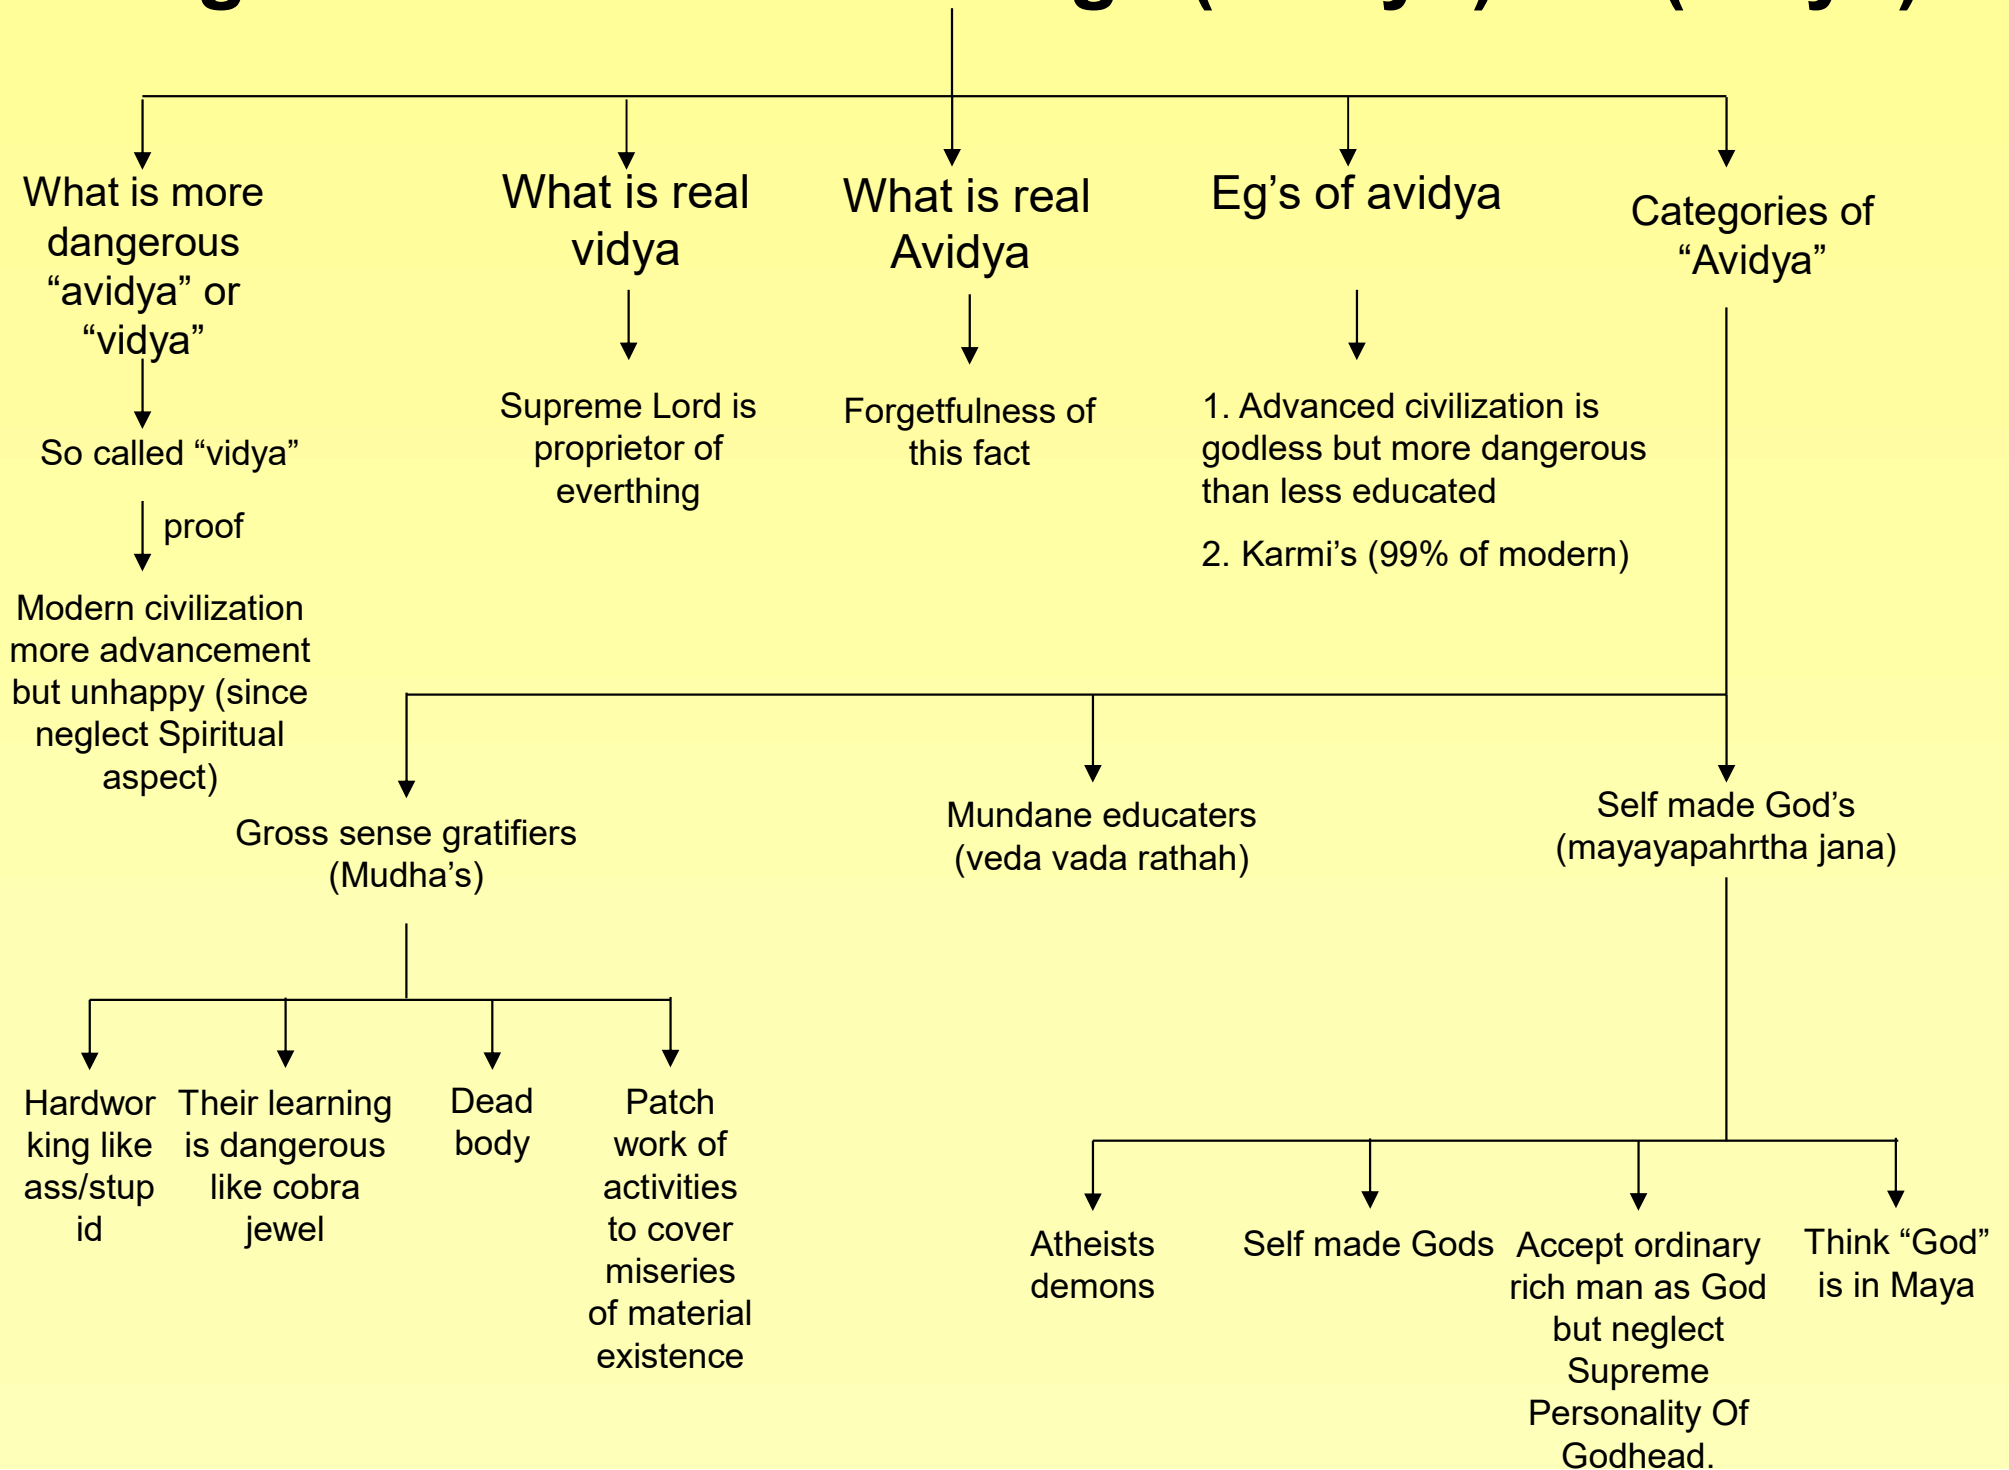 What is more
dangerous
“avidya” or
“vidya”
So called “vidya”
proof
Modern civilization
more advancement
but unhappy (since
neglect Spiritual
aspect)
What is real
vidya
Supreme Lord is
proprietor of
everthing
What is real
Avidya
Forgetfulness of
this fact
Eg’s of avidya
1. Advanced civilization is
godless but more dangerous
than less educated
2. Karmi’s (99% of modern)
Categories of
“Avidya”
Gross sense gratifiers
(Mudha’s)
Hardwor
king like
ass/stup
id
Their learning
is dangerous
like cobra
jewel
Dead
body
Patch
work of
activities
to cover
miseries
of material
existence
Mundane educaters
(veda vada rathah)
Self made God’s
(mayayapahrtha jana)
Atheists
demons
Self made Gods
Accept ordinary
rich man as God
but neglect
Supreme
Personality Of
Godhead.
Think “God”
is in Maya